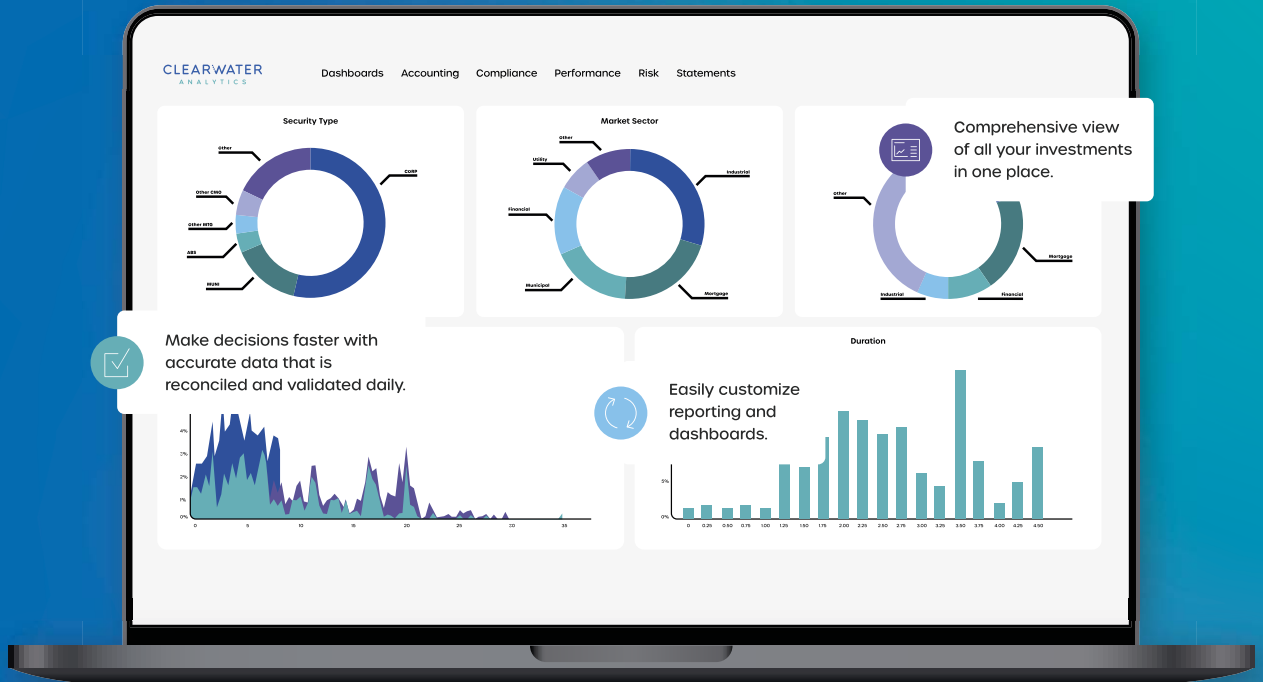 CLEARWATER
ANALYTICS
Dashboards Accounting Compliance Performance Risk Statements
Security Type
Other
CORP
Other CMO
Other MTG
ABS
MUNI
Market Sector
Other
Utility
Industrial
Financial
Municipal
Mortgage
Comprehensive view
of all your investments
in one place.
Other
Mortgage
Industrial
Financial
Make decisions faster with
accurate data that is
reconciled and validated daily.
4%
3%
2%
1%
0%
0 5 10 15 20 25 30 35
Duration
Easily customize
reporting and
dashboards.
5%
0%
0 0.25 0.50 0.75 1.00 1.25 1.50 1.75 2.00 2.25 2.50 2.75 3.00 3.25 3.50 3.75 4.00 4.25 4.50